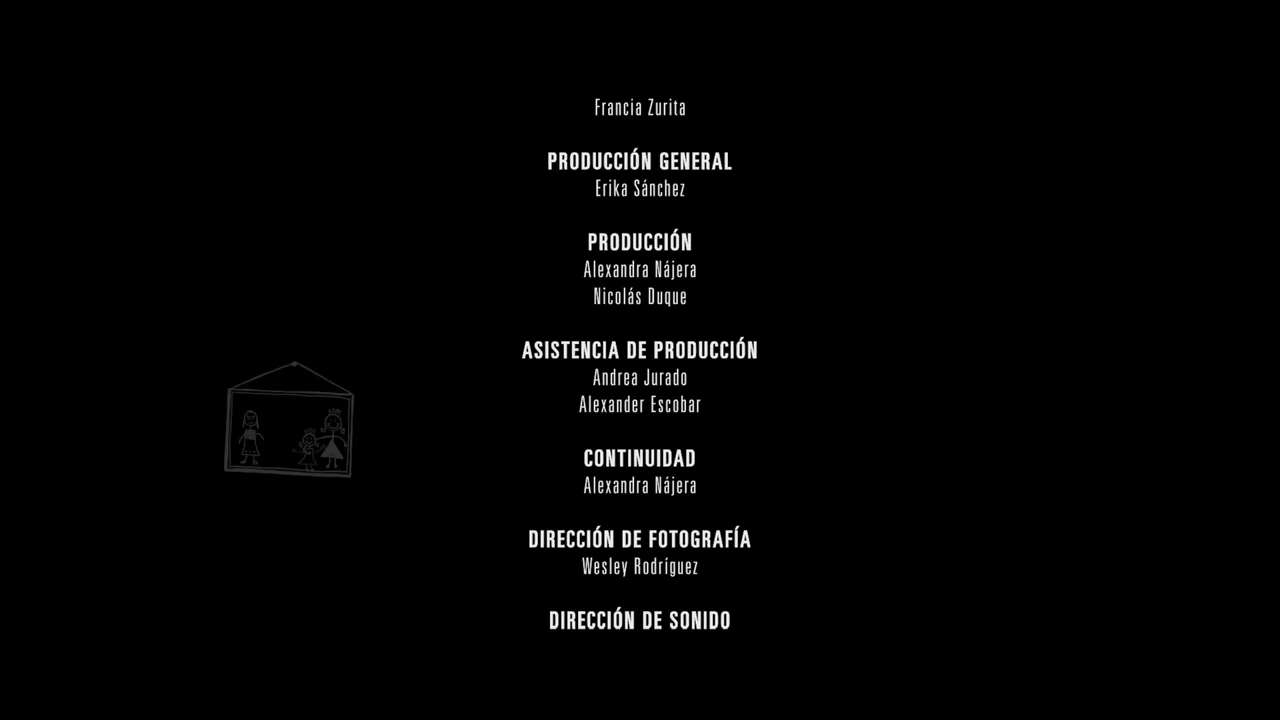 Francia Zurita
PRODUCCIÓN GENERAL
Erika Sánchez
PRODUCCIÓN
Alexandra Nájera
Nicolás Duque
ASISTENCIA DE PRODUCCIÓN
Andrea Jurado
Alexander Escobar
CONTINUIDAD
Alexandra Nájera
DIRECCIÓN DE FOTOGRAFÍA
Wesley Rodríguez
DIRECCIÓN DE SONIDO